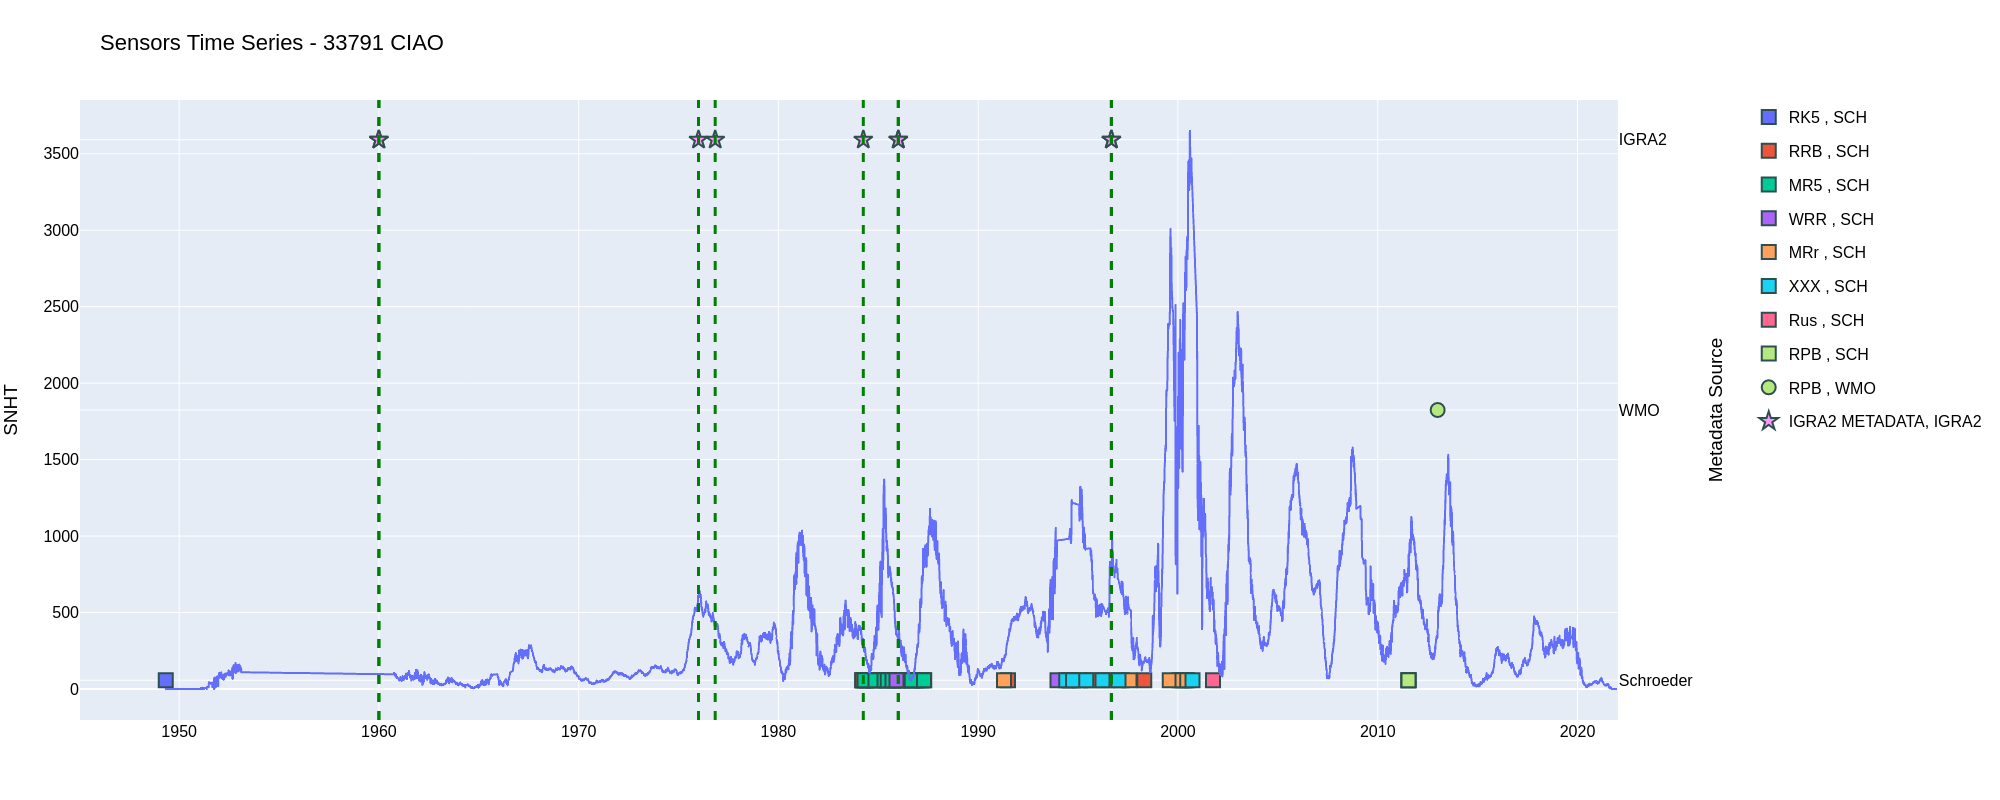 Sensors Time Series - 33791 CIAO
SNHT
3500
3000
2500
2000
1500
1000
500
0
1950
1960
1970
1980
1990
2000
2010
2020
IGRA2
WMO
Schroeder
Metadata Source
RK5 , SCH
RRB , SCH
MR5 , SCH
WRR , SCH
MRr , SCH
XXX , SCH
Rus , SCH
RPB , SCH
RPB , WMO
IGRA2 METADATA, IGRA2